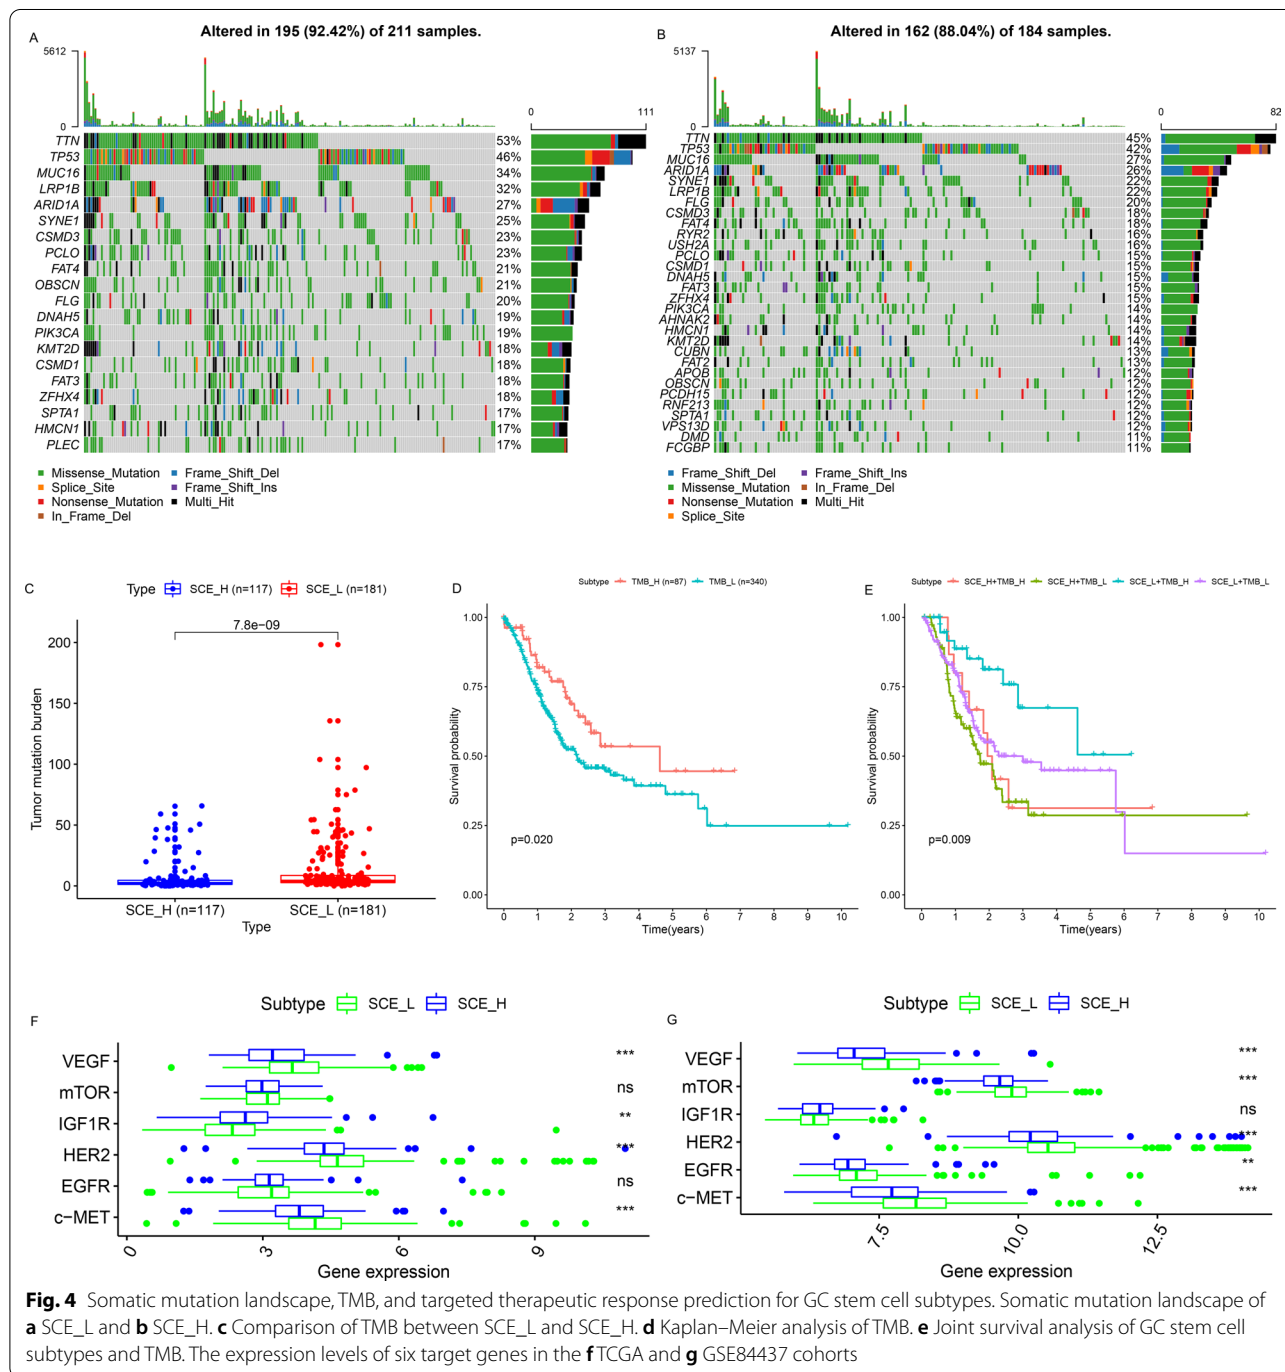 A
Altered in 195 (92.42%) of 211 samples.
5612
0
0 111
TTN 53%
TP53 46%
MUC16 34%
LRP1B 32%
ARID1A 27%
SYNE1 25%
CSMD3 23%
PCLO 23%
FAT4 21%
OBSCN 21%
FLG 20%
DNAH5 19%
PIK3CA 19%
KMT2D 18%
CSMD1 18%
FAT3 18%
ZFHX4 18%
SPTA1 17%
HMCN1 17%
PLEC 17%
Missense_Mutation Frame_Shift_Del
Splice_Site Frame_Shift_Ins
Nonsense_Mutation Multi_Hit
In_Frame_Del
B
Altered in 162 (88.04%) of 184 samples.
5137
0
0 82
TTN 45%
TP53 42%
MUC16 27%
ARID1A 26%
SYNE1 22%
LRP1B 22%
FLG 20%
CSMD3 18%
FAT4 18%
RYR2 16%
USH2A 16%
PCLO 15%
CSMD1 15%
DNAH5 15%
FAT3 15%
ZFHX4 15%
PIK3CA 14%
AHNAK2 14%
HMCN1 14%
KMT2D 14%
CUBN 13%
FAT2 13%
APOB 12%
OBSCN 12%
PCDH15 12%
RNF213 12%
SPTA1 12%
VPS13D 12%
DMD 11%
FCGBP 11%
Frame_Shift_Del Frame_Shift_Ins
Missense_Mutation In_Frame_Del
Nonsense_Mutation Multi_Hit
Splice_Site
C
Type SCE_H (n=117) SCE_L (n=181)
7.8e−09
Tumor mutation burden
200
150
100
50
0
SCE_H (n=117) SCE_L (n=181)
Type
D
Subtype TMB_H (n=87) TMB_L (n=340)
Survival probability
1.00
0.75
0.50
0.25
0.00
p=0.020
0 1 2 3 4 5 6 7 8 9 10
Time(years)
E
Subtype SCE_H+TMB_H SCE_H+TMB_L SCE_L+TMB_H SCE_L+TMB_L
Survival probability
1.00
0.75
0.50
0.25
0.00
p=0.009
0 1 2 3 4 5 6 7 8 9 10
Time(years)
F
Subtype SCE_L SCE_H
VEGF ***
mTOR ns
IGF1R **
HER2 ***
EGFR ns
c−MET ***
0 3 6 9
Gene expression
G
Subtype SCE_L SCE_H
VEGF ***
mTOR ***
IGF1R ns
HER2 ***
EGFR **
c−MET ***
7.5 10.0 12.5
Gene expression
Fig. 4 Somatic mutation landscape, TMB, and targeted therapeutic response prediction for GC stem cell subtypes. Somatic mutation landscape of
a SCE_L and b SCE_H. c Comparison of TMB between SCE_L and SCE_H. d Kaplan–Meier analysis of TMB. e Joint survival analysis of GC stem cell
subtypes and TMB. The expression levels of six target genes in the f TCGA and g GSE84437 cohorts